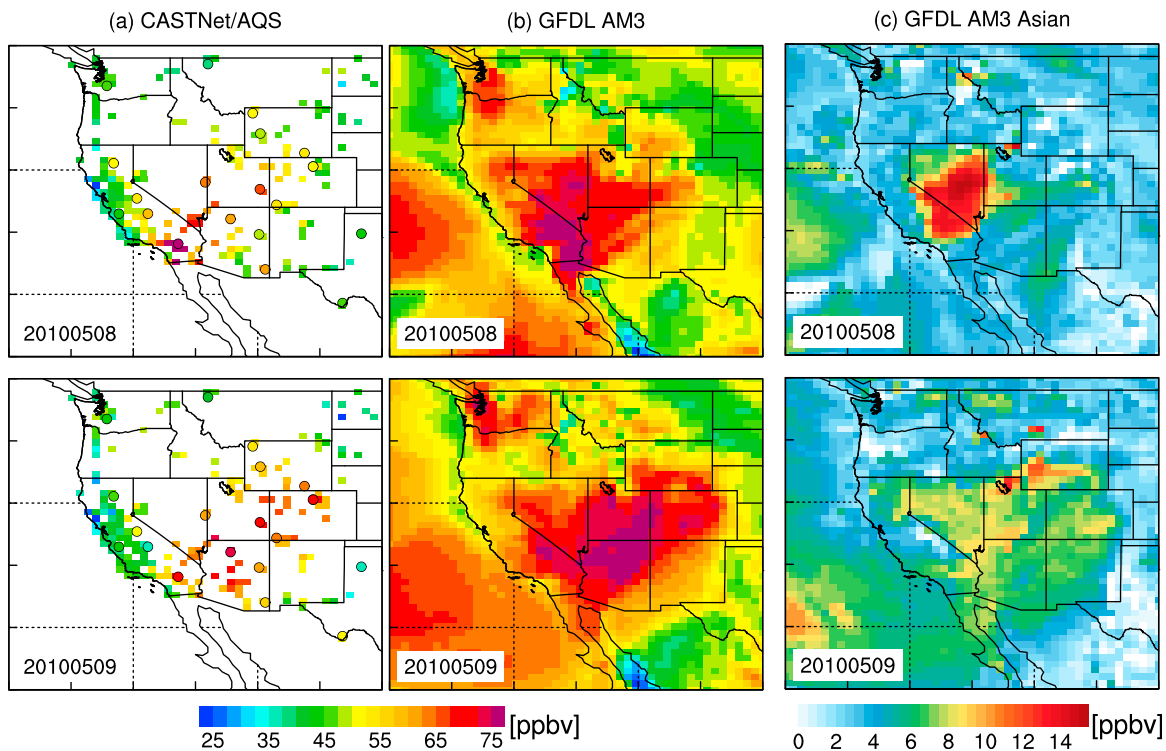 (a) CASTNet/AQS (b) GFDL AM3 (c) GFDL AM3 Asian
20100508 20100508 20100508
20100509 20100509 20100509
25 35 45 55 65 75 [ppbv] 0 2 4 6 8 10 14 [ppbv]